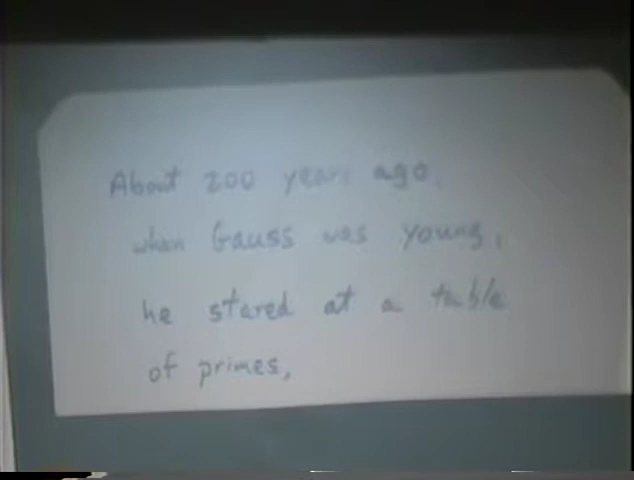 About 200 years ago,
when Gauss was young,
he stared at a table
of primes,